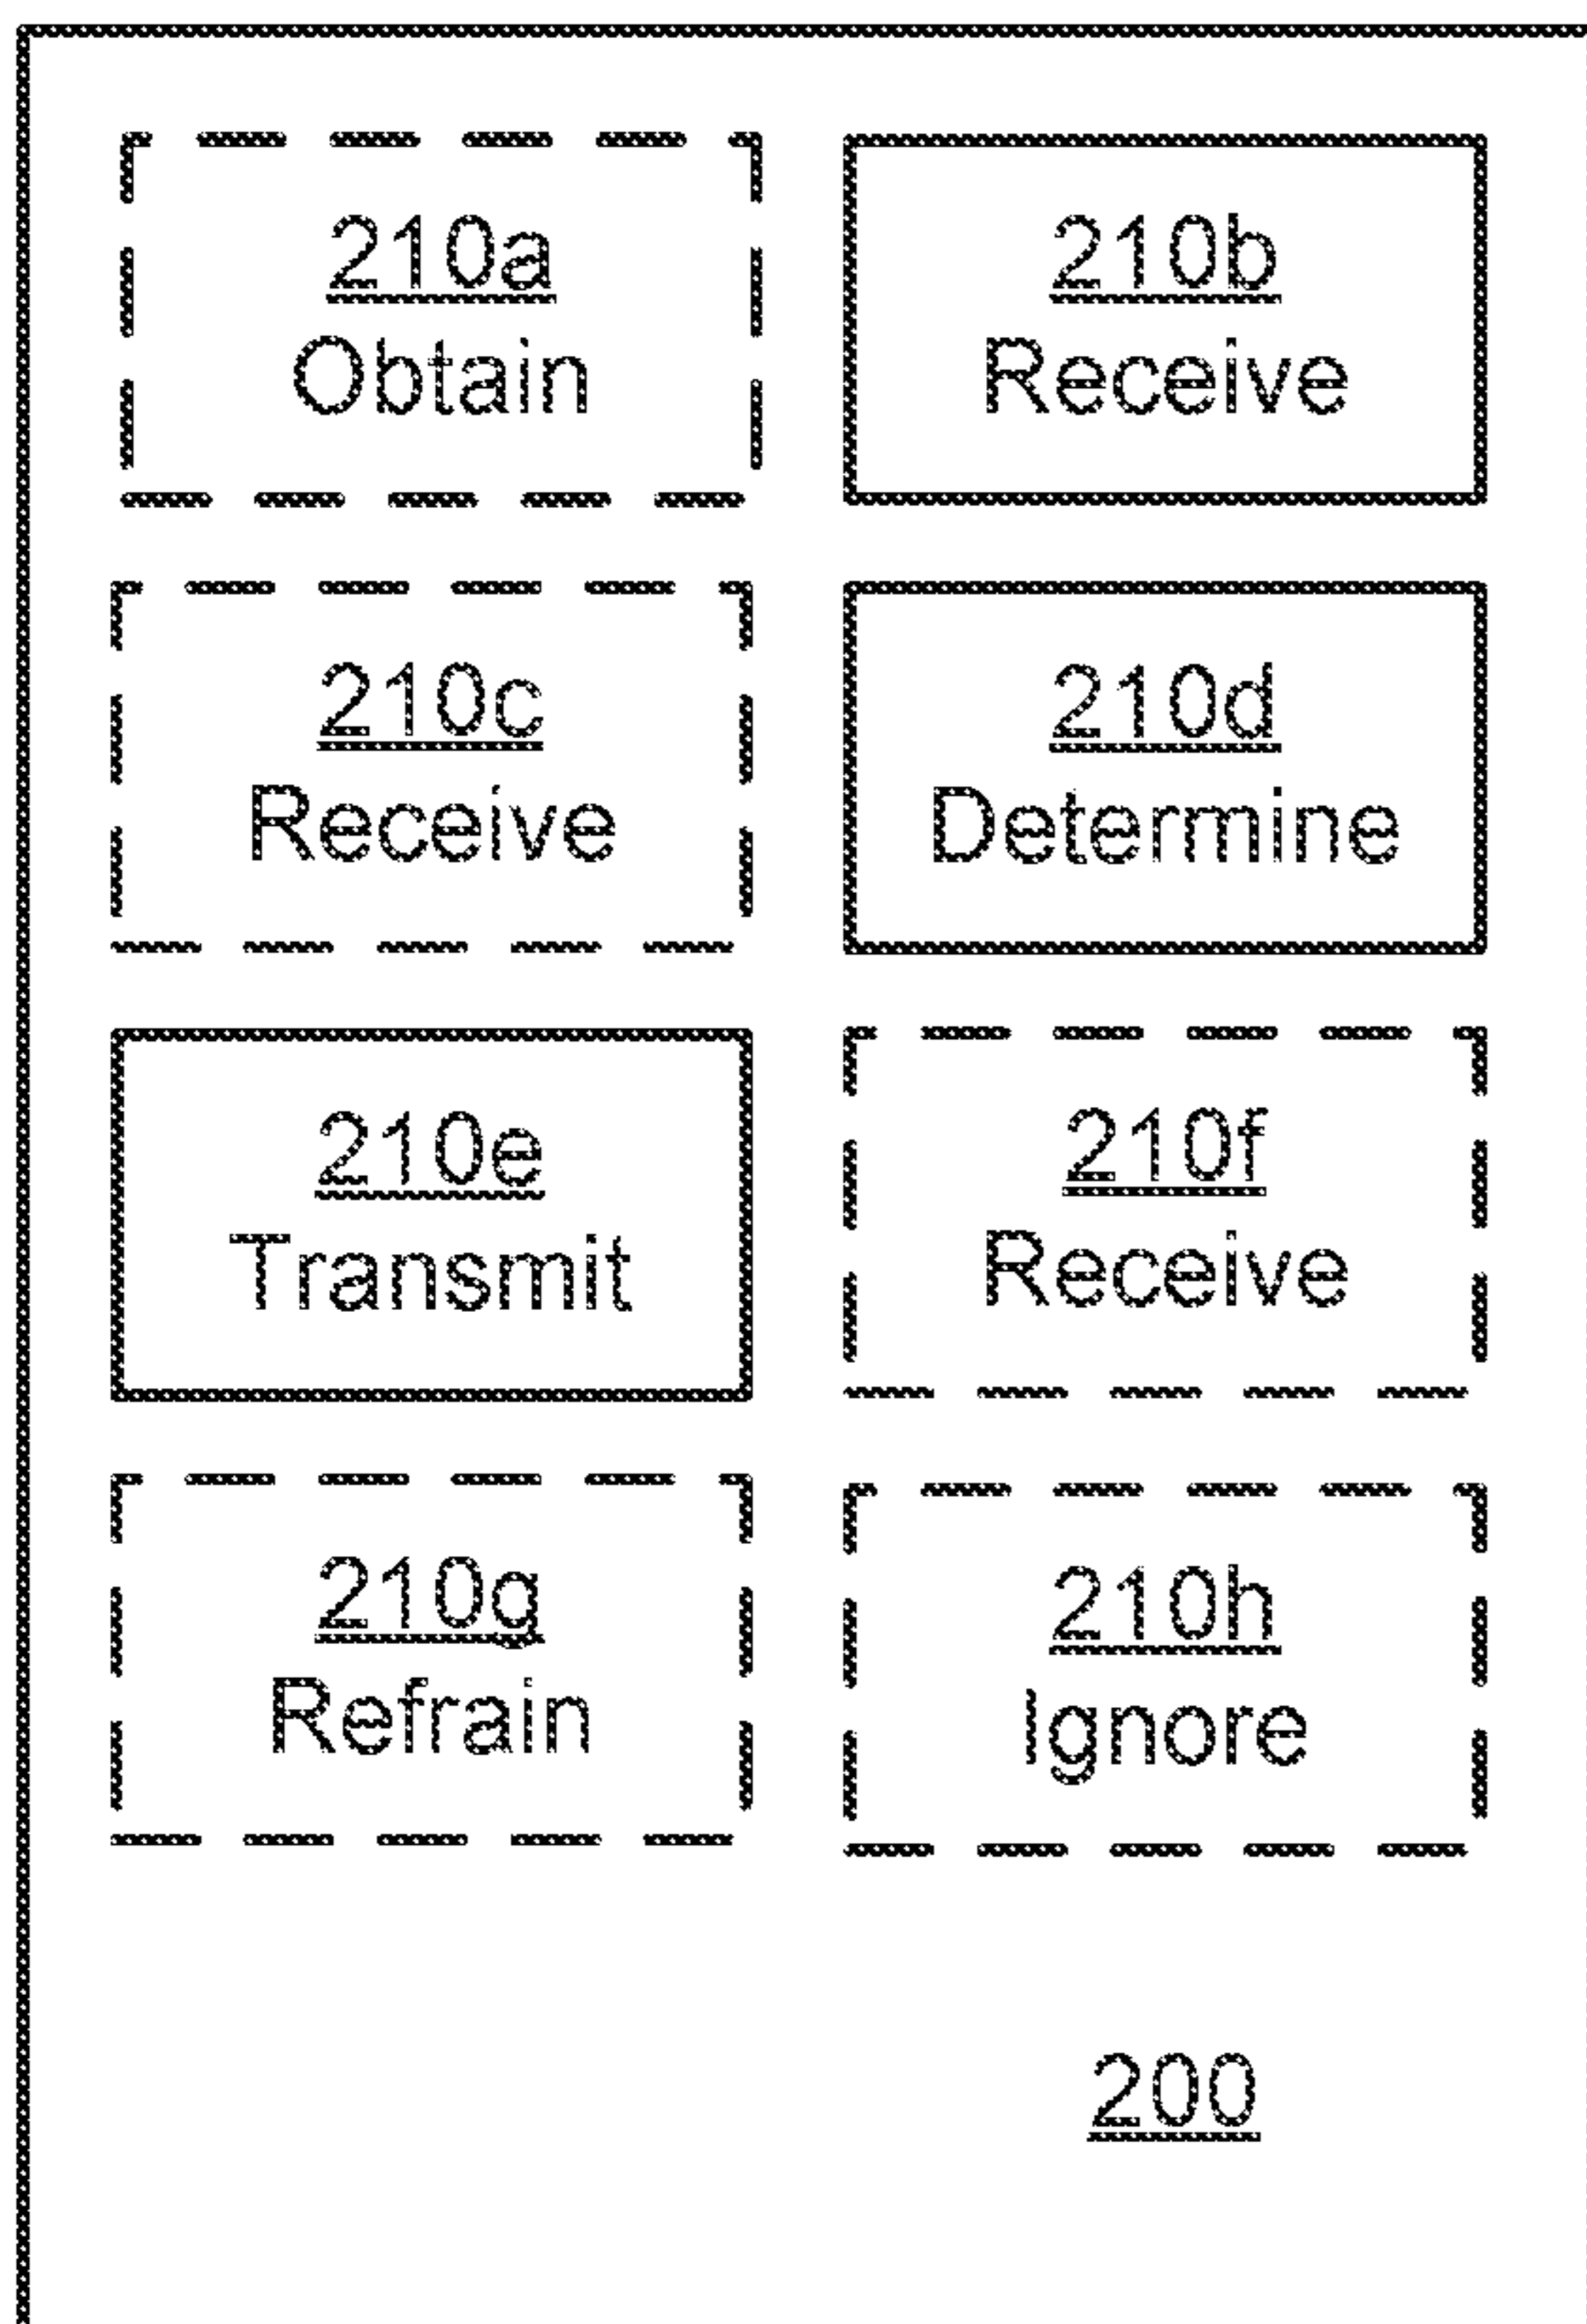 210a
Obtain
210b
Receive
210c
Receive
210d
Determine
210e
Transmit
210f
Receive
210g
Refrain
210h
Ignore
200